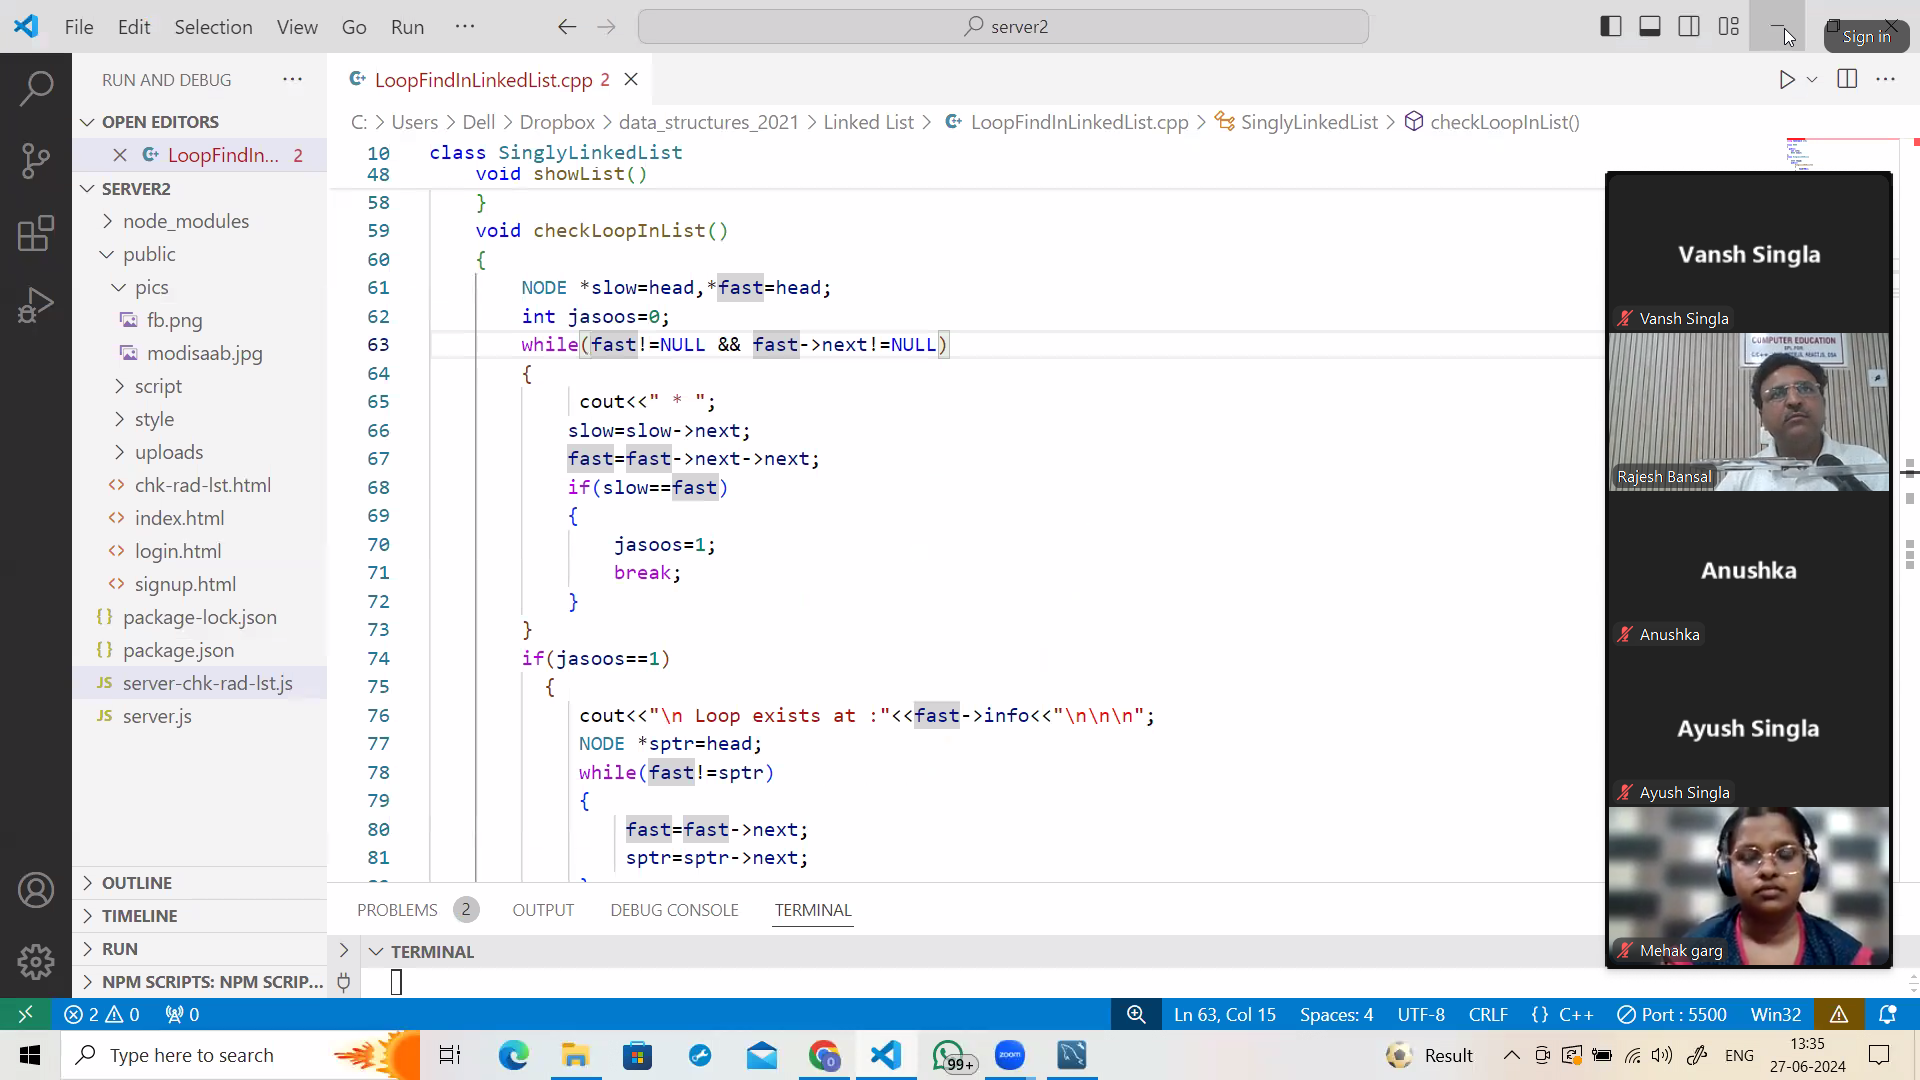 File Edit Selection View Go Run ··· server2 Sign in
RUN AND DEBUG ···
OPEN EDITORS
LoopFindIn... 2
SERVER2
node_modules
public
pics
fb.png
modisaab.jpg
script
style
uploads
chk-rad-lst.html
index.html
login.html
signup.html
package-lock.json
package.json
server-chk-rad-lst.js
server.js
OUTLINE
TIMELINE
RUN
NPM SCRIPTS: NPM SCRIP...
LoopFindInLinkedList.cpp 2
C: > Users > Dell > Dropbox > data_structures_2021 > Linked List > LoopFindInLinkedList.cpp > SinglyLinkedList > checkLoopInList()
10 class SinglyLinkedList
48 void showList()
58 }
59 void checkLoopInList()
60 {
61 NODE *slow=head,*fast=head;
62 int jasoos=0;
63 while(fast!=NULL && fast->next!=NULL)
64 {
65 cout<<" * ";
66 slow=slow->next;
67 fast=fast->next->next;
68 if(slow==fast)
69 {
70 jasoos=1;
71 break;
72 }
73 }
74 if(jasoos==1)
75 {
76 cout<<"\n Loop exists at :"<<fast->info<<"\n\n\n";
77 NODE *sptr=head;
78 while(fast!=sptr)
79 {
80 fast=fast->next;
81 sptr=sptr->next;
PROBLEMS 2 OUTPUT DEBUG CONSOLE TERMINAL
TERMINAL
Vansh Singla
Vansh Singla
COMPUTER EDUCATION
Rajesh Bansal
Anushka
Anushka
Ayush Singla
Ayush Singla
Mehak garg
2 0 0 Ln 63, Col 15 Spaces: 4 UTF-8 CRLF {} C++ Port : 5500 Win32
Type here to search 99+ zoom Result ENG 13:35
27-06-2024